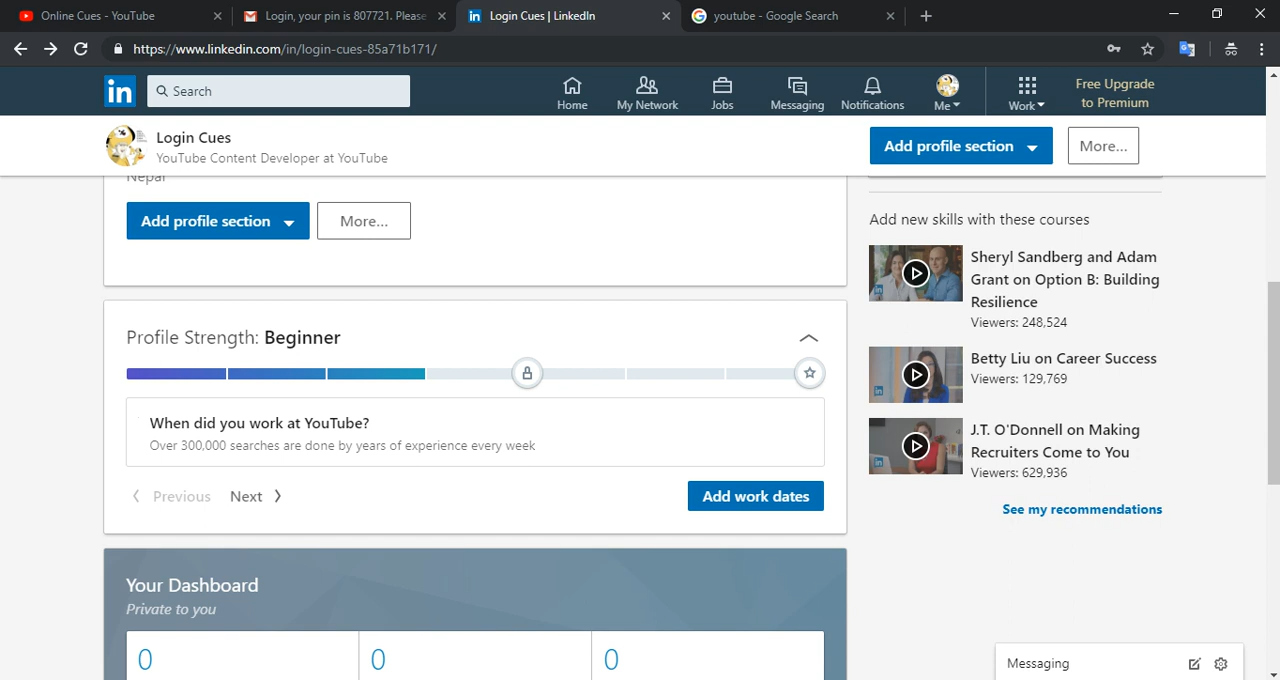 Online Cues - YouTube
Login, your pin is 807721. Please
Login Cues | LinkedIn
youtube - Google Search
https://www.linkedin.com/in/login-cues-85a71b171/
in
Search
Home
My Network
Jobs
Messaging
Notifications
Me
Work
Free Upgrade
to Premium
Login Cues
YouTube Content Developer at YouTube
Add profile section
More...
Nepal
Add profile section
More...
Profile Strength: Beginner
When did you work at YouTube?
Over 300,000 searches are done by years of experience every week
Previous
Next
Add work dates
Your Dashboard
Private to you
0
0
0
Add new skills with these courses
Sheryl Sandberg and Adam
Grant on Option B: Building
Resilience
Viewers: 248,524
Betty Liu on Career Success
Viewers: 129,769
J.T. O'Donnell on Making
Recruiters Come to You
Viewers: 629,936
See my recommendations
Messaging